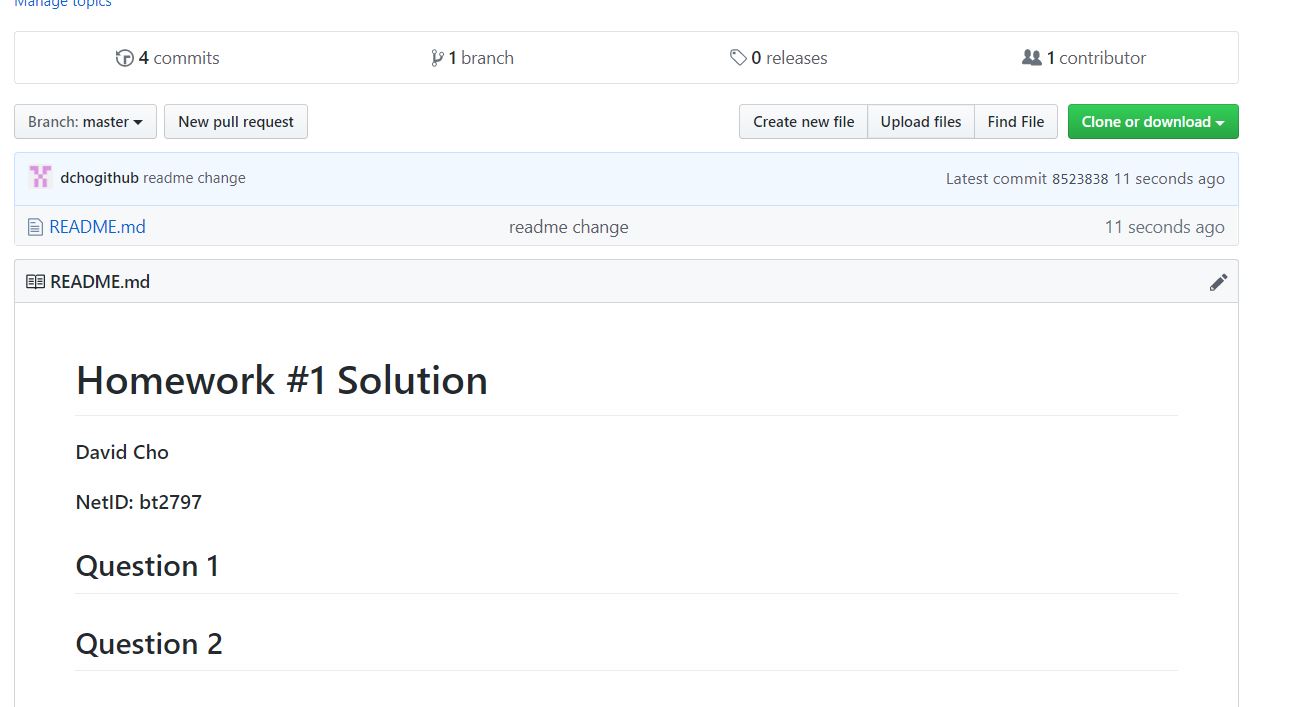 Manage topics
4 commits 1 branch 0 releases 1 contributor
Branch: master New pull request Create new file Upload files Find File Clone or download
dchogithub readme change Latest commit 8523838 11 seconds ago
README.md readme change 11 seconds ago
README.md
Homework #1 Solution
David Cho
NetID: bt2797
Question 1
Question 2